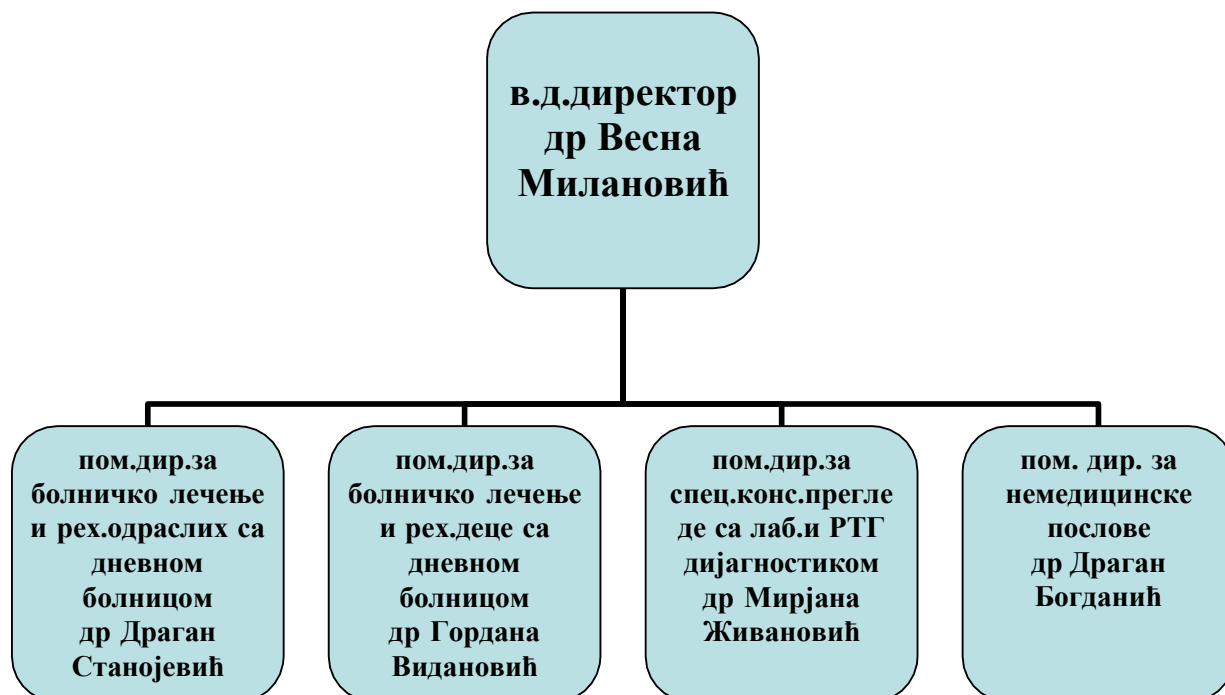 в.д.директор
др Весна
Милановић
пом.дир.за
болничко лечење
и рех.одраслих са
дневном
болницом
др Драган
Станојевић
пом.дир.за
болничко лечење
и рех.деце са
дневном
болницом
др Гордана
Видановић
пом.дир.за
спец.конс.прегле
де са лаб.и РТГ
дијагностиком
др Мирјана
Живановић
пом. дир. за
немедицинске
послове
др Драган
Богданић